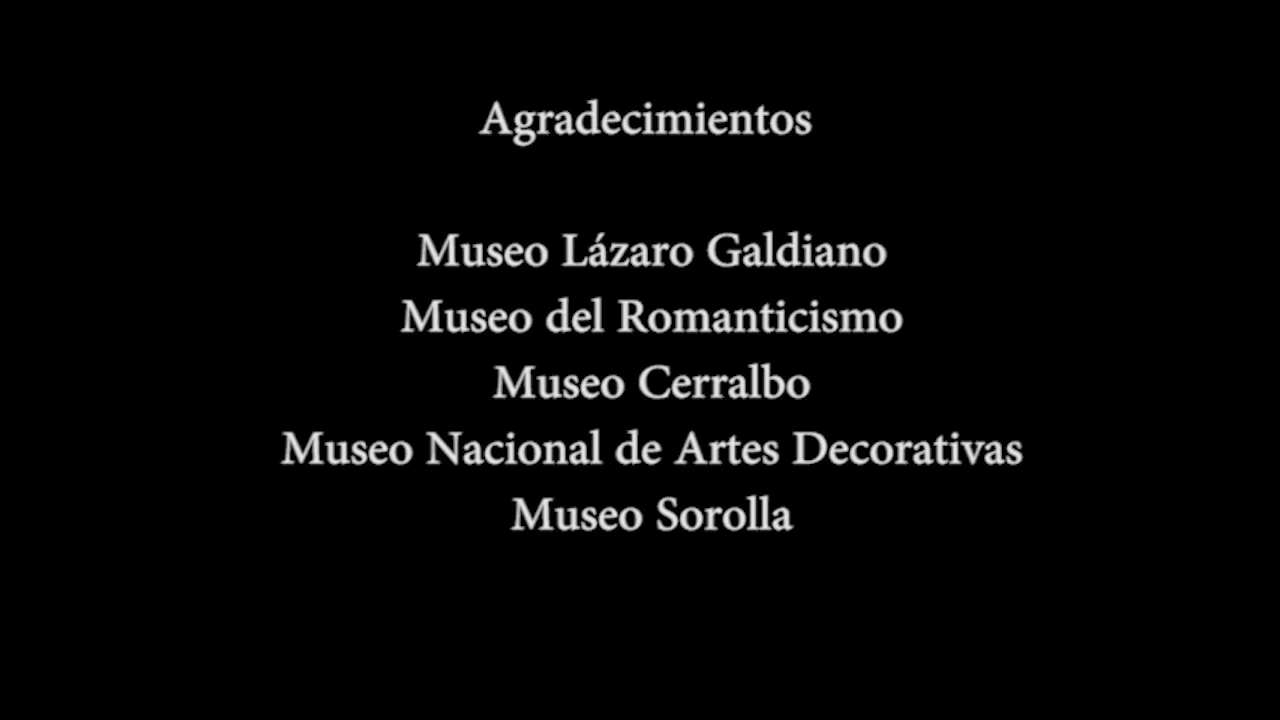 Agradecimientos
Museo Lázaro Galdiano
Museo del Romanticismo
Museo Cerralbo
Museo Nacional de Artes Decorativas
Museo Sorolla